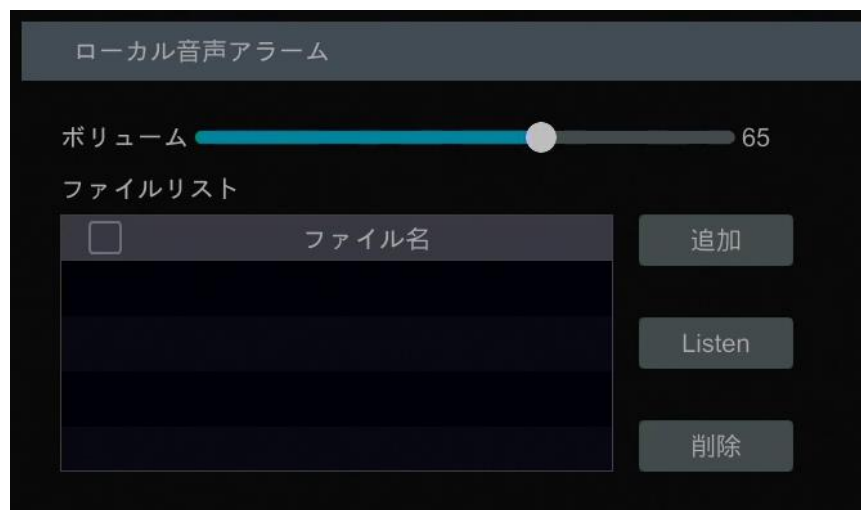 ローカル音声アラーム
ボリューム 65
ファイルリスト
ファイル名
追加
Listen
削除